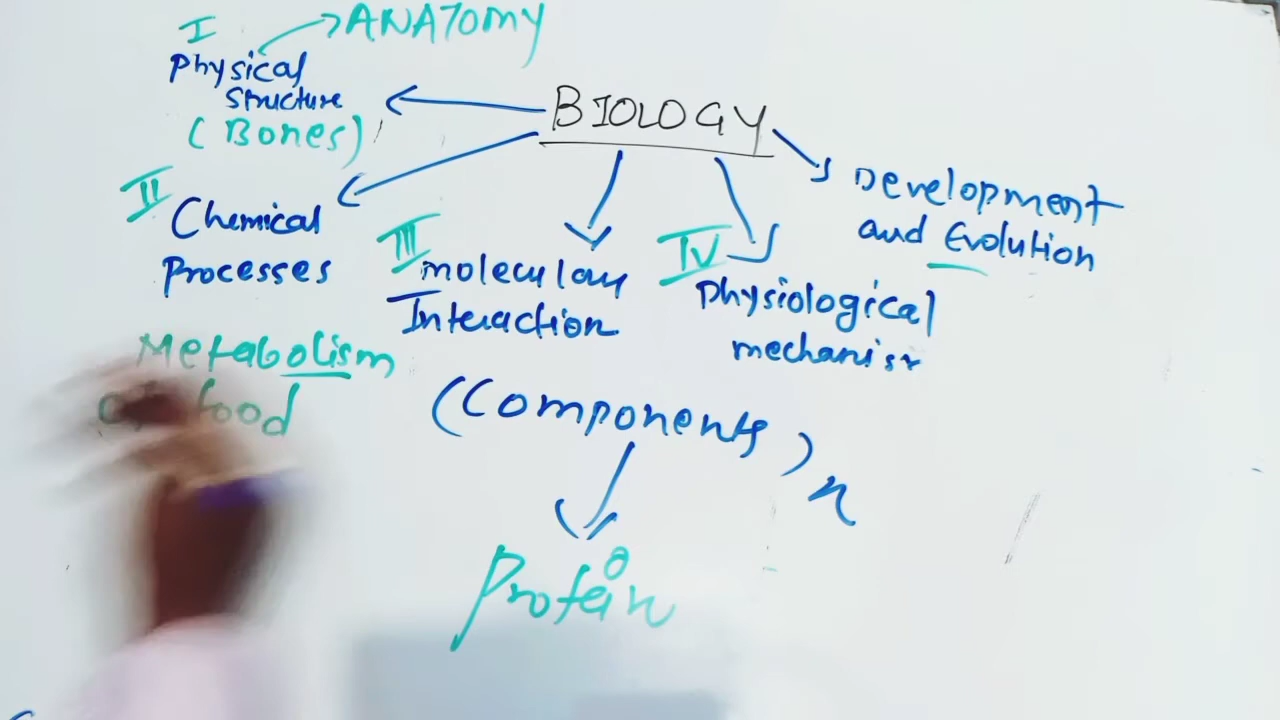 I
ANATOMY
Physical
Structure
(Bones)
BIOLOGY
II
Chemical
Processes
III
molecular
Interaction
IV
Physiological
mechanism
Development
and Evolution
Metabolism
of food
(Components)n
Protein